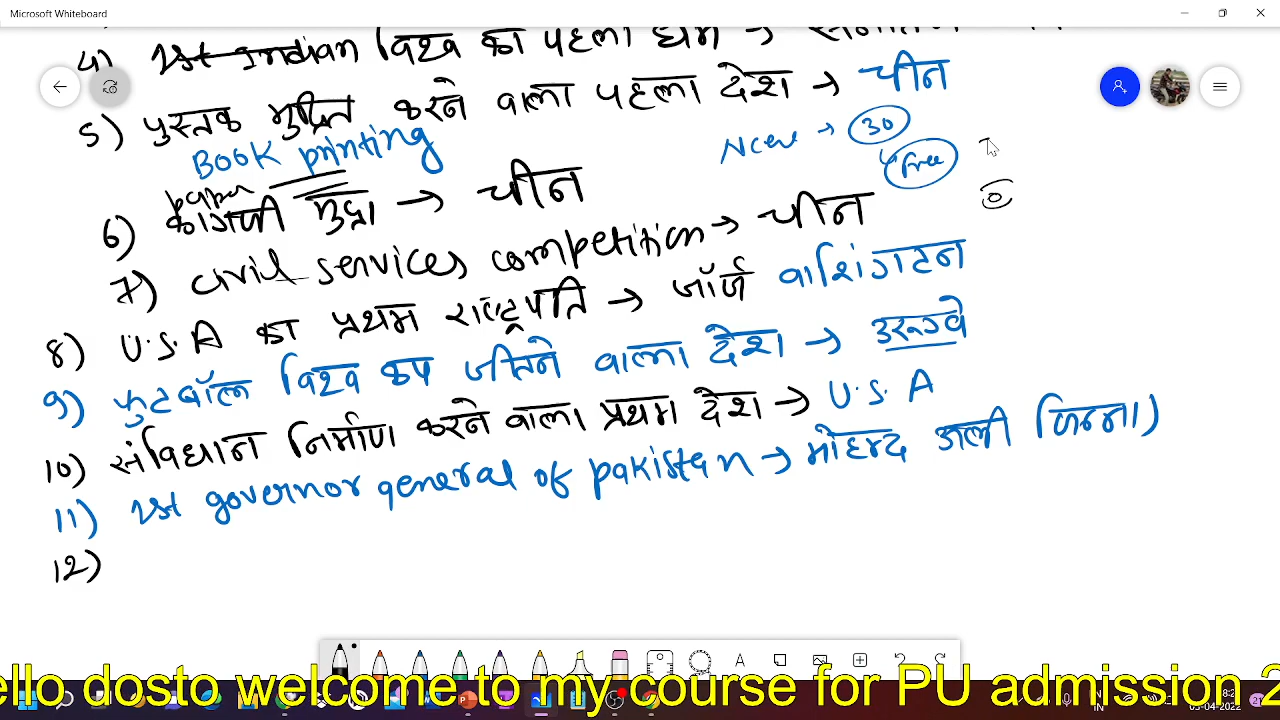 Microsoft Whiteboard
4) 1st Indian विश्व का पहला धर्म →
5) पुस्तक मुद्रित करने वाला पहला देश → चीन
BOOK printing
Ncert → 30
Free
paper
6) कागजी मुद्रा → चीन
7) civil services competition → चीन
8) U.S.A का प्रथम राष्ट्रपति → जॉर्ज वाशिंगटन
9) फुटबॉल विश्व कप जीतने वाला देश → उरूग्वे
10) संविधान निर्माण करने वाला प्रथम देश → U.S.A
11) 1st governor general of pakistan → मोहम्मद अली जिन्ना)
12)
ello dosto welcome to my course for PU admission 2